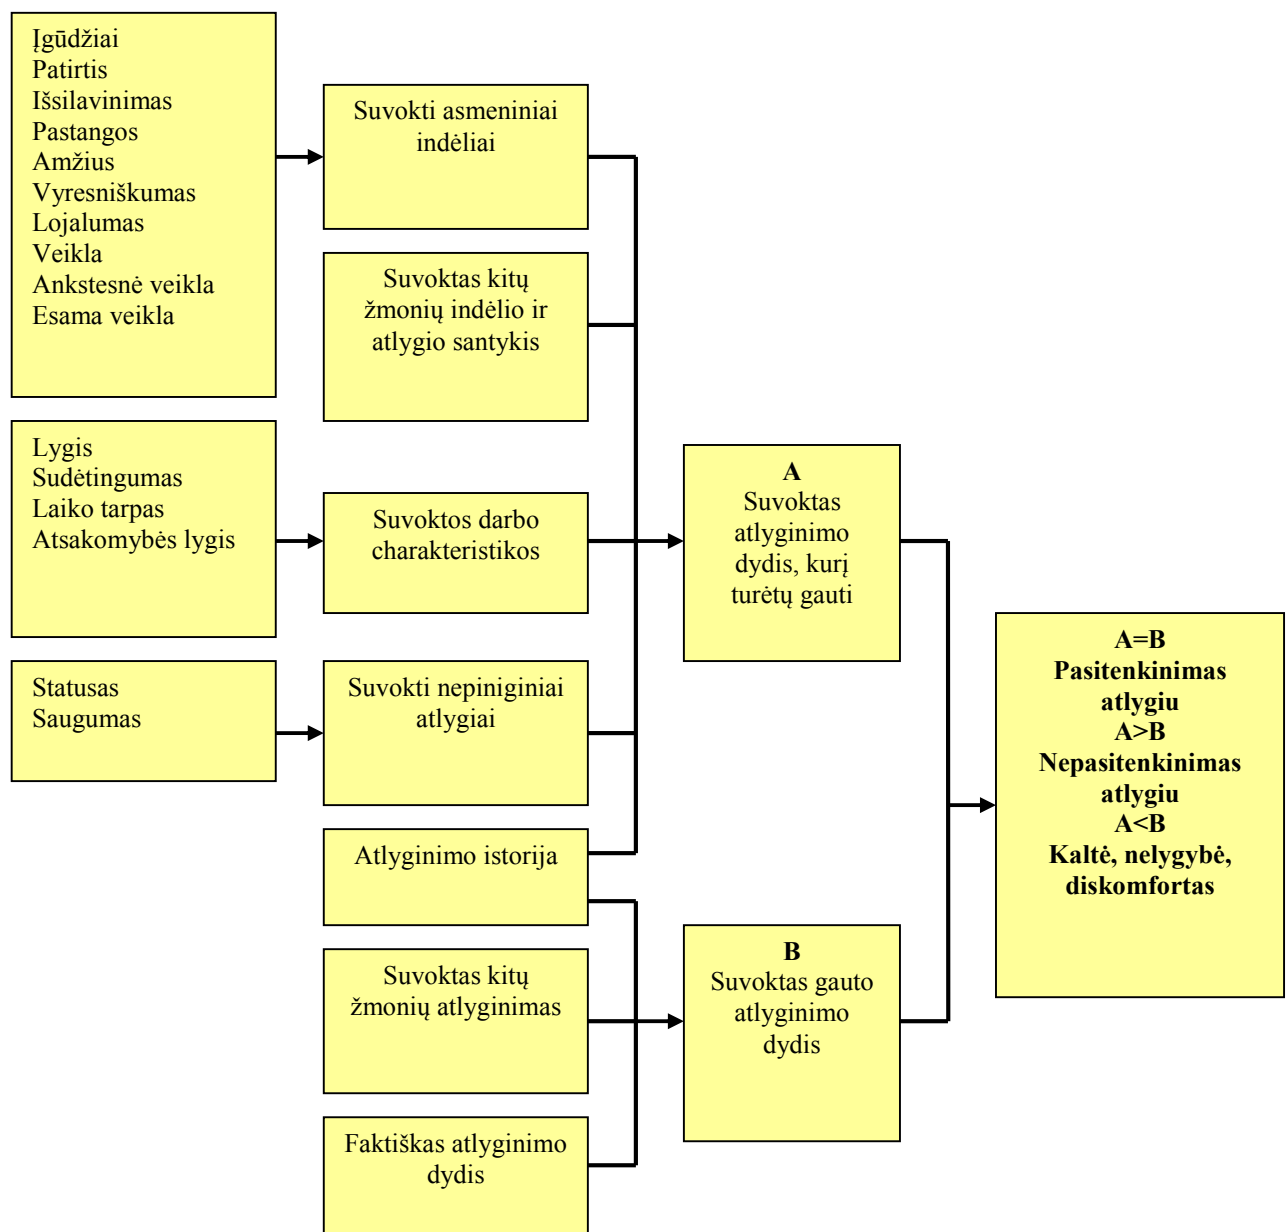 Įgūdžiai
Patirtis
Išsilavinimas
Pastangos
Amžius
Vyresniškumas
Lojalumas
Veikla
Ankstesnė veikla
Esama veikla
Suvokti asmeniniai
indėliai
Suvoktas kitų
žmonių indėlio ir
atlygio santykis
Lygis
Sudėtingumas
Laiko tarpas
Atsakomybės lygis
Suvoktos darbo
charakteristikos
Statusas
Saugumas
Suvokti nepiniginiai
atlygiai
Atlyginimo istorija
Suvoktas kitų
žmonių atlyginimas
Faktiškas atlyginimo
dydis
A
Suvoktas
atlyginimo
dydis, kurį
turėtų gauti
B
Suvoktas gauto
atlyginimo
dydis
A=B
Pasitenkinimas
atlygiu
A>B
Nepasitenkinimas
atlygiu
A<B
Kaltė, nelygybė,
diskomfortas